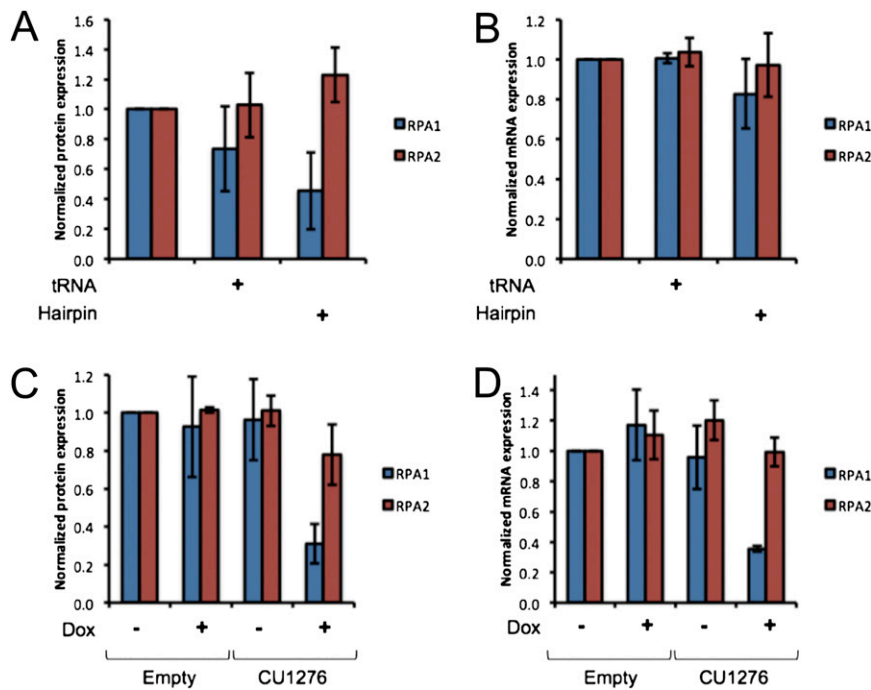 A
Normalized protein expression
1.6
1.4
1.2
1.0
0.8
0.6
0.4
0.2
0.0
RPA1
RPA2
tRNA +
Hairpin +
B
Normalized mRNA expression
1.2
1.0
0.8
0.6
0.4
0.2
0.0
RPA1
RPA2
tRNA +
Hairpin +
C
Normalized protein expression
1.2
1.0
0.8
0.6
0.4
0.2
0.0
RPA1
RPA2
Dox - + - +
Empty CU1276
D
Normalized mRNA expression
1.4
1.2
1.0
0.8
0.6
0.4
0.2
0.0
RPA1
RPA2
Dox - + - +
Empty CU1276